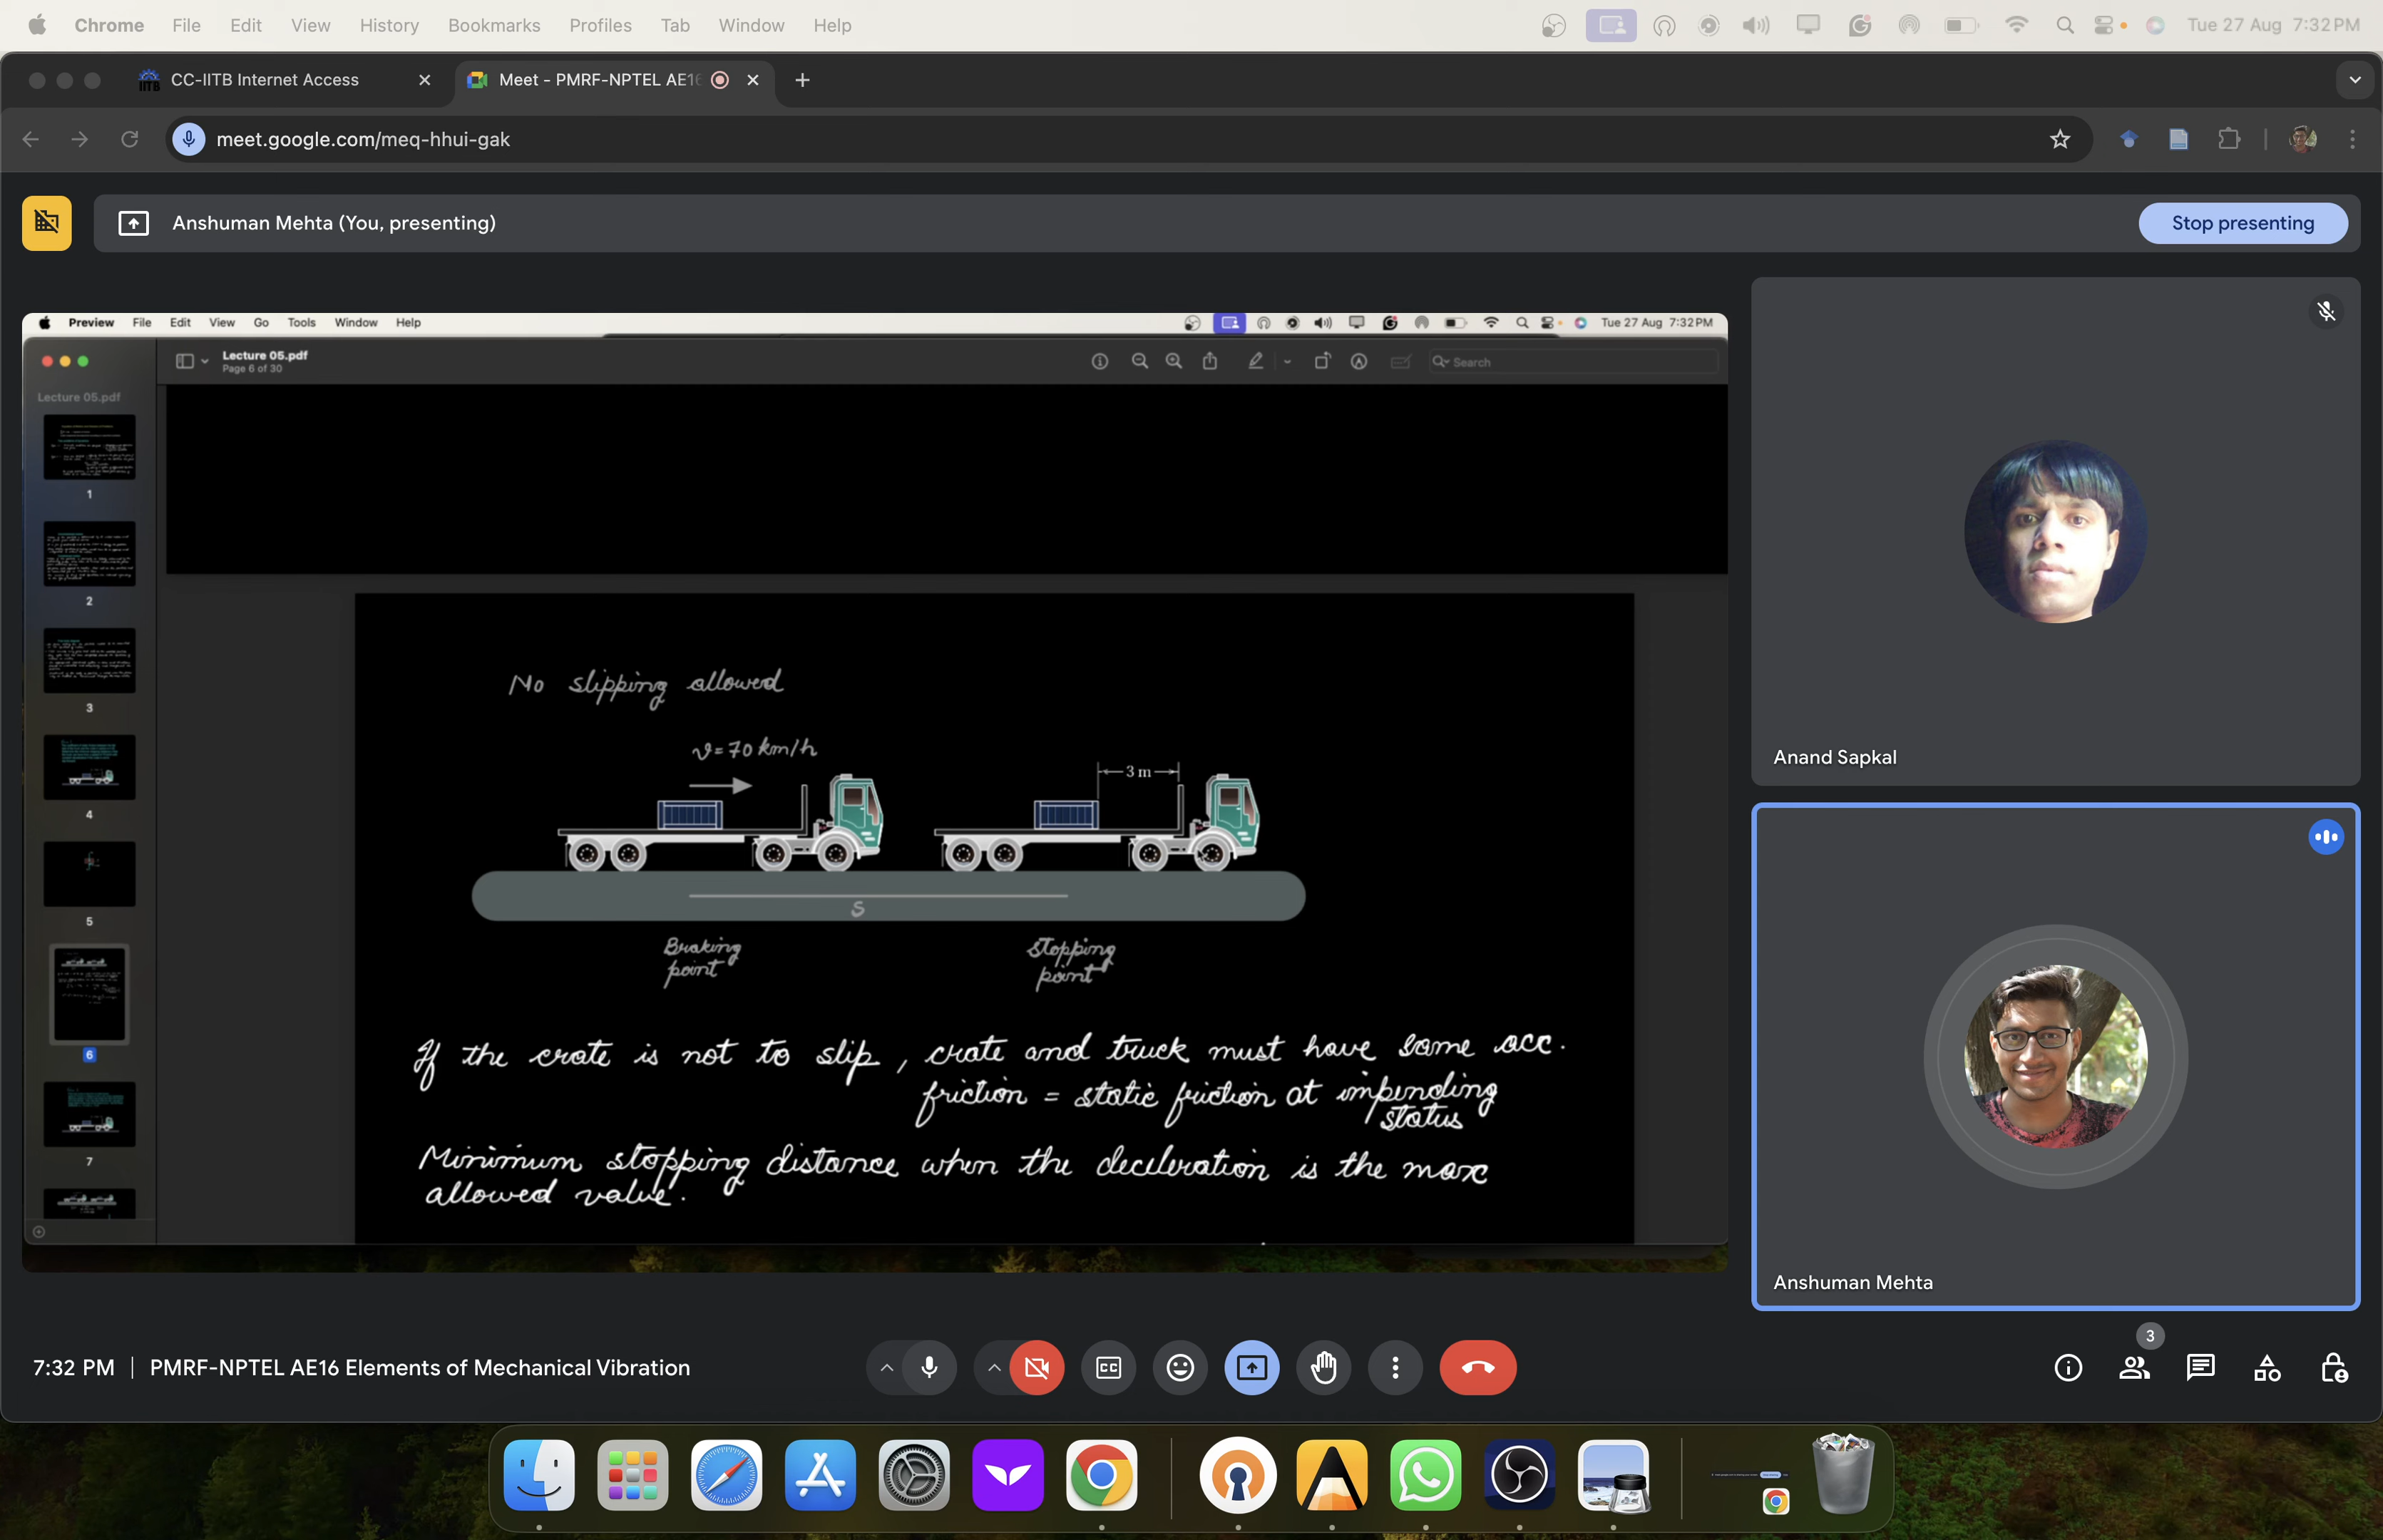 Chrome File Edit View History Bookmarks Profiles Tab Window Help Tue 27 Aug 7:32 PM
CC-IITB Internet Access Meet - PMRF-NPTEL AE16
meet.google.com/meq-hhui-gak
Anshuman Mehta (You, presenting) Stop presenting
Preview File Edit View Go Tools Window Help Tue 27 Aug 7:32 PM
Lecture 05.pdf
Page 6 of 30
Search
Lecture 05.pdf
1
2
3
4
5
6
7
No slipping allowed
v = 70 km/h
3 m
S
Braking point
Stopping point
If the crate is not to slip, crate and truck must have same acc.
friction = static friction at impending
status
Minimum stopping distance when the decileration is the max
allowed value.
Anand Sapkal
Anshuman Mehta
7:32 PM | PMRF-NPTEL AE16 Elements of Mechanical Vibration
CC
3